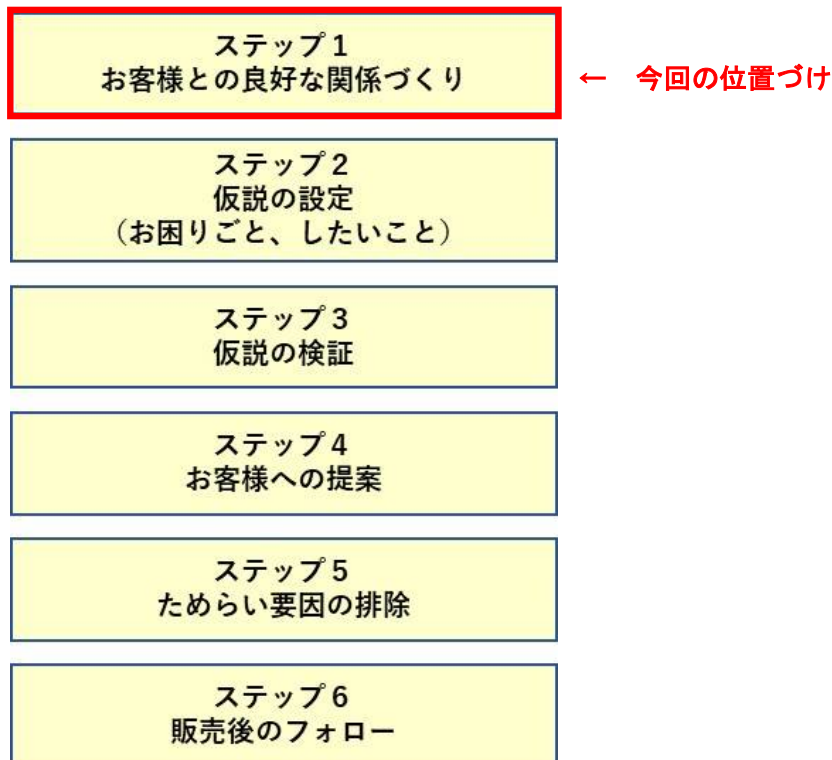 ステップ１
お客様との良好な関係づくり
←　今回の位置づけ
ステップ２
仮説の設定
（お困りごと、したいこと）
ステップ３
仮説の検証
ステップ４
お客様への提案
ステップ５
ためらい要因の排除
ステップ６
販売後のフォロー